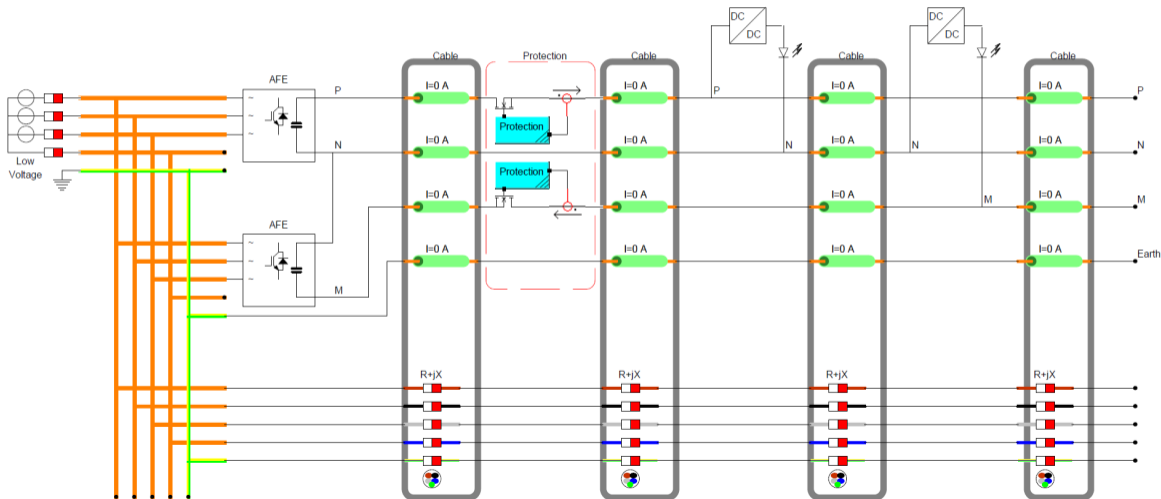 DC
DC
DC
DC
Cable
Protection
Cable
Cable
Cable
AFE
P
I=0 A
I=0 A
P
I=0 A
I=0 A
P
~
~
~
Protection
Low
Voltage
N
I=0 A
I=0 A
N
I=0 A
N
I=0 A
N
Protection
I=0 A
I=0 A
I=0 A
M
I=0 A
M
AFE
~
~
~
I=0 A
I=0 A
I=0 A
I=0 A
Earth
M
R+jX
R+jX
R+jX
R+jX